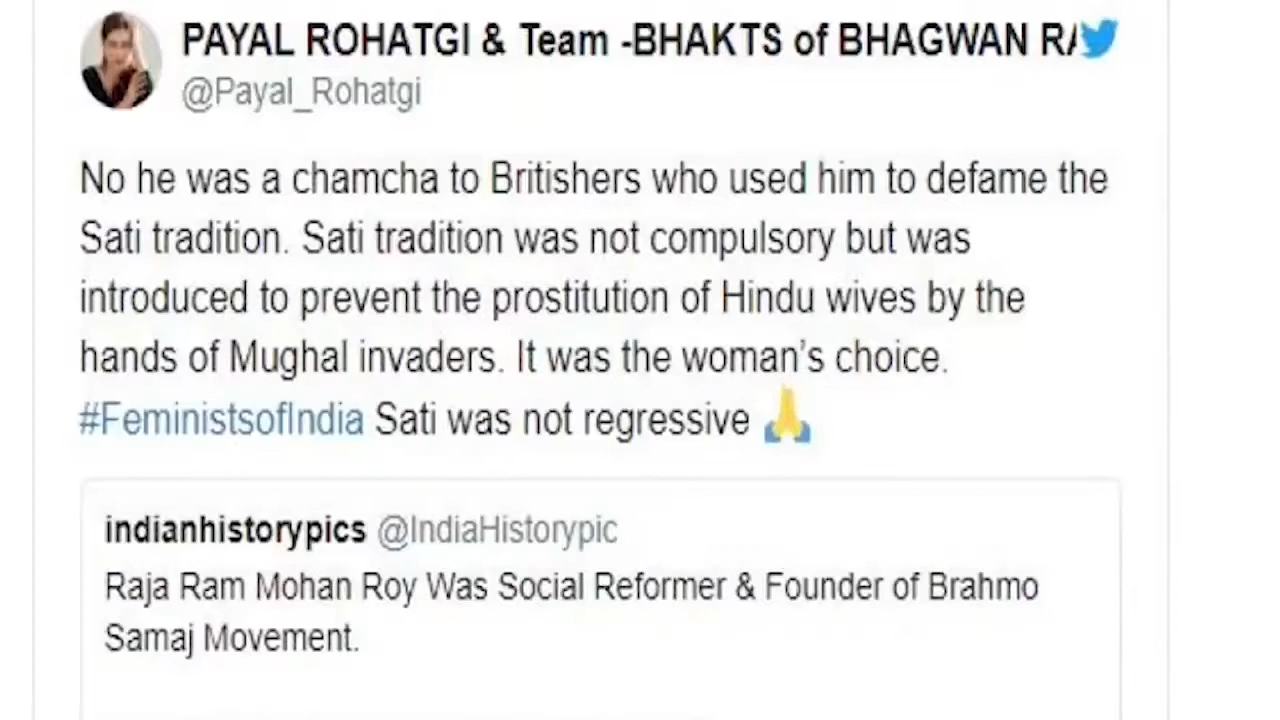 PAYAL ROHATGI & Team -BHAKTS of BHAGWAN RA
@Payal_Rohatgi
No he was a chamcha to Britishers who used him to defame the
Sati tradition. Sati tradition was not compulsory but was
introduced to prevent the prostitution of Hindu wives by the
hands of Mughal invaders. It was the woman's choice.
#FeministsofIndia Sati was not regressive 🙏
indianhistorypics @IndiaHistorypic
Raja Ram Mohan Roy Was Social Reformer & Founder of Brahmo
Samaj Movement.